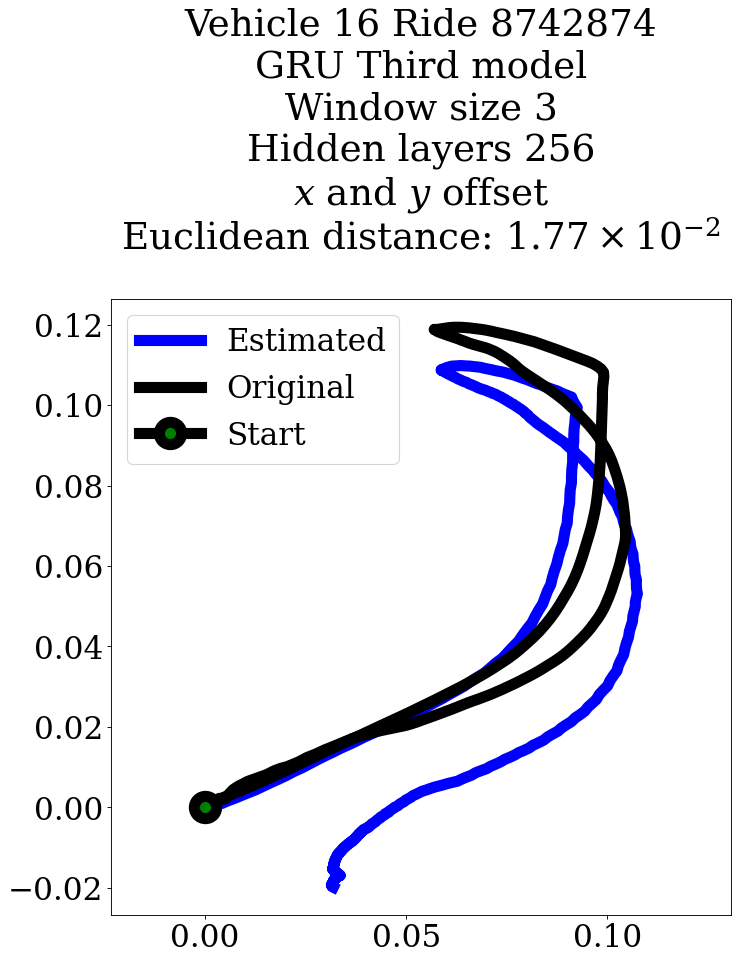 Vehicle 16 Ride 8742874
GRU Third model
Window size 3
Hidden layers 256
x and y offset
Euclidean distance: 1.77 × 10⁻²
Estimated
Original
Start
0.12
0.10
0.08
0.06
0.04
0.02
0.00
−0.02
0.00 0.05 0.10